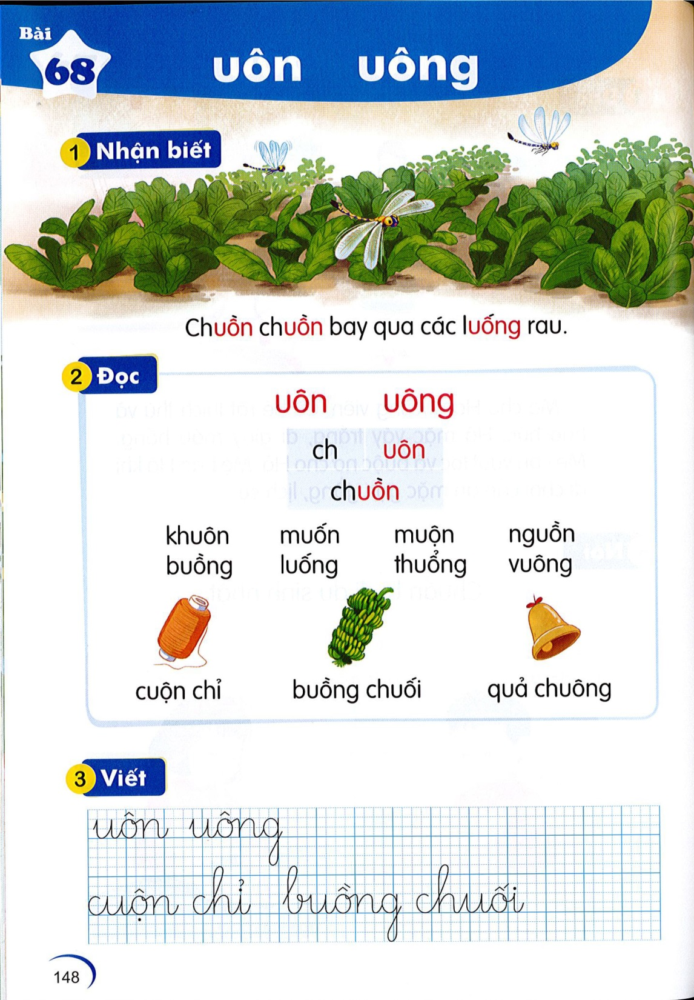 Bài
68
uôn uông
1 Nhận biết
Chuồn chuồn bay qua các luống rau.
2 Đọc
uôn uông
ch uôn
chuồn
khuôn muốn muộn nguồn
buồng luống thuổng vuông
cuộn chỉ buồng chuối quả chuông
3 Viết
uôn uông
cuộn chỉ buồng chuối
148